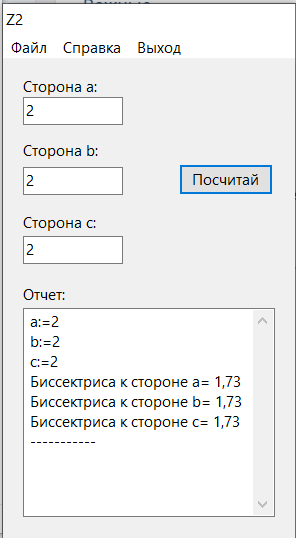 Z2
Файл Справка Выход
Сторона a:
2
Сторона b:
2
Посчитай
Сторона c:
2
Отчет:
a:=2
b:=2
c:=2
Биссектриса к стороне a= 1,73
Биссектриса к стороне b= 1,73
Биссектриса к стороне c= 1,73
-----------